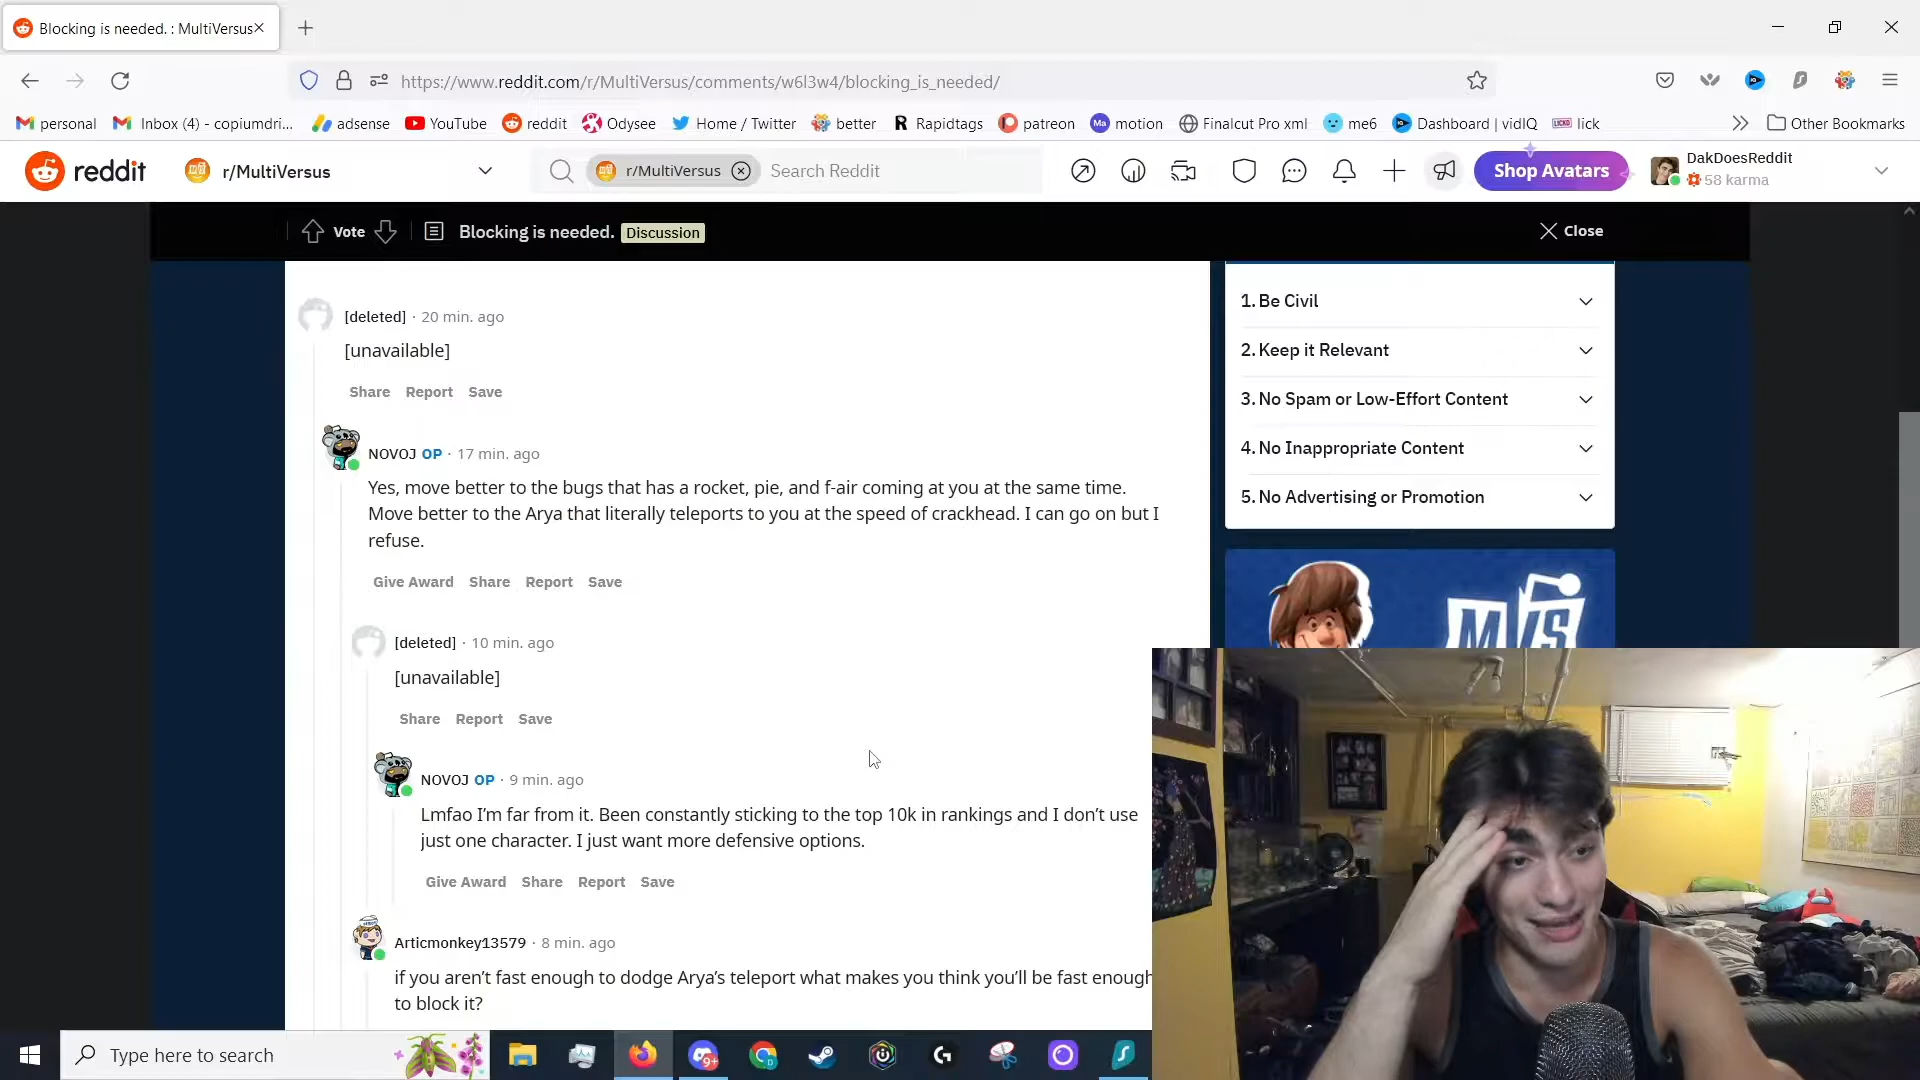 Blocking is needed. : MultiVersus
https://www.reddit.com/r/MultiVersus/comments/w6l3w4/blocking_is_needed/
personal
Inbox (4) - copiumdri...
adsense
YouTube
reddit
Odysee
Home / Twitter
better
Rapidtags
patreon
Ma
motion
Finalcut Pro xml
me6
Dashboard | vidIQ
lick
Other Bookmarks
reddit
r/MultiVersus
r/MultiVersus
Search Reddit
Shop Avatars
DakDoesReddit
58 karma
Vote
Blocking is needed.
Discussion
Close
[deleted] · 20 min. ago
[unavailable]
Share Report Save
NOVOJ OP · 17 min. ago
Yes, move better to the bugs that has a rocket, pie, and f-air coming at you at the same time.
Move better to the Arya that literally teleports to you at the speed of crackhead. I can go on but I
refuse.
Give Award Share Report Save
[deleted] · 10 min. ago
[unavailable]
Share Report Save
NOVOJ OP · 9 min. ago
Lmfao I'm far from it. Been constantly sticking to the top 10k in rankings and I don't use
just one character. I just want more defensive options.
Give Award Share Report Save
Articmonkey13579 · 8 min. ago
if you aren't fast enough to dodge Arya's teleport what makes you think you'll be fast enough
to block it?
1. Be Civil
2. Keep it Relevant
3. No Spam or Low-Effort Content
4. No Inappropriate Content
5. No Advertising or Promotion
Type here to search
9+